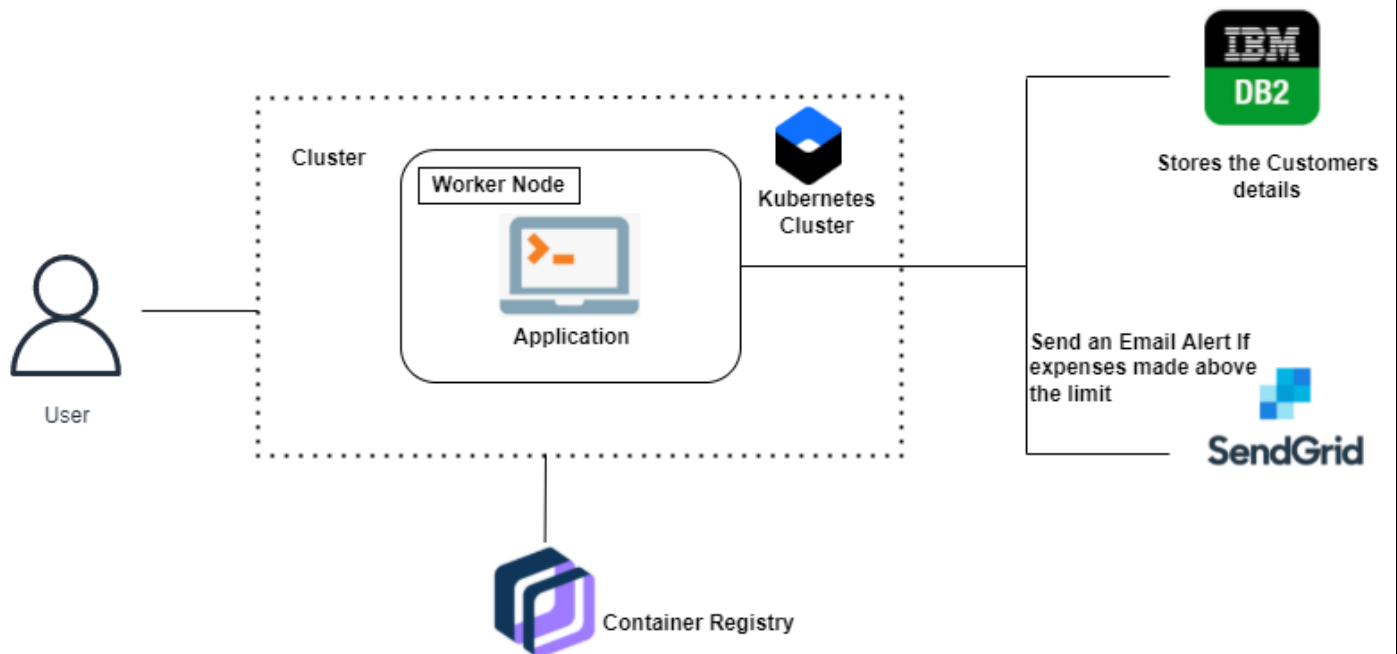 IBM
DB2
Stores the Customers
details
Cluster
Worker Node
Kubernetes
Cluster
Application
User
Send an Email Alert If
expenses made above
the limit
SendGrid
Container Registry